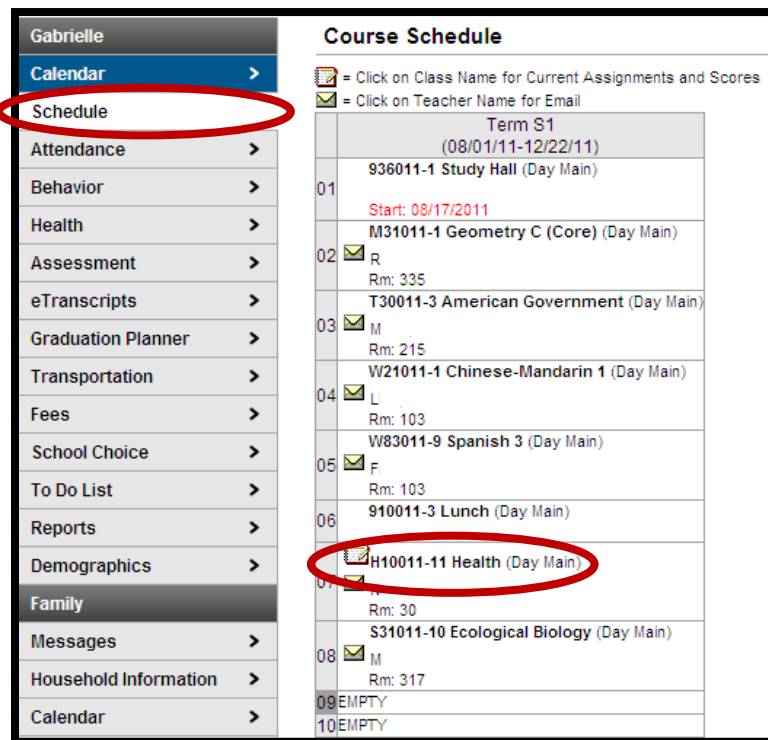 Gabrielle
Calendar
Schedule
Attendance
Behavior
Health
Assessment
eTranscripts
Graduation Planner
Transportation
Fees
School Choice
To Do List
Reports
Demographics
Family
Messages
Household Information
Calendar
Course Schedule
= Click on Class Name for Current Assignments and Scores
= Click on Teacher Name for Email
Term S1
(08/01/11-12/22/11)
01
936011-1 Study Hall (Day Main)
Start: 08/17/2011
02
M31011-1 Geometry C (Core) (Day Main)
R
Rm: 335
03
T30011-3 American Government (Day Main)
M
Rm: 215
04
W21011-1 Chinese-Mandarin 1 (Day Main)
L
Rm: 103
05
W83011-9 Spanish 3 (Day Main)
F
Rm: 103
06
910011-3 Lunch (Day Main)
07
H10011-11 Health (Day Main)
Rm: 30
08
S31011-10 Ecological Biology (Day Main)
M
Rm: 317
09 EMPTY
10 EMPTY